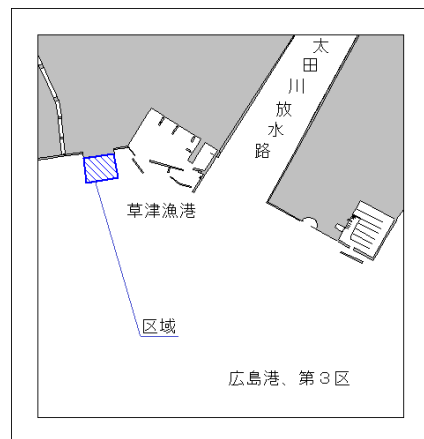 太田川放水路
草津漁港
区域
広島港、第３区